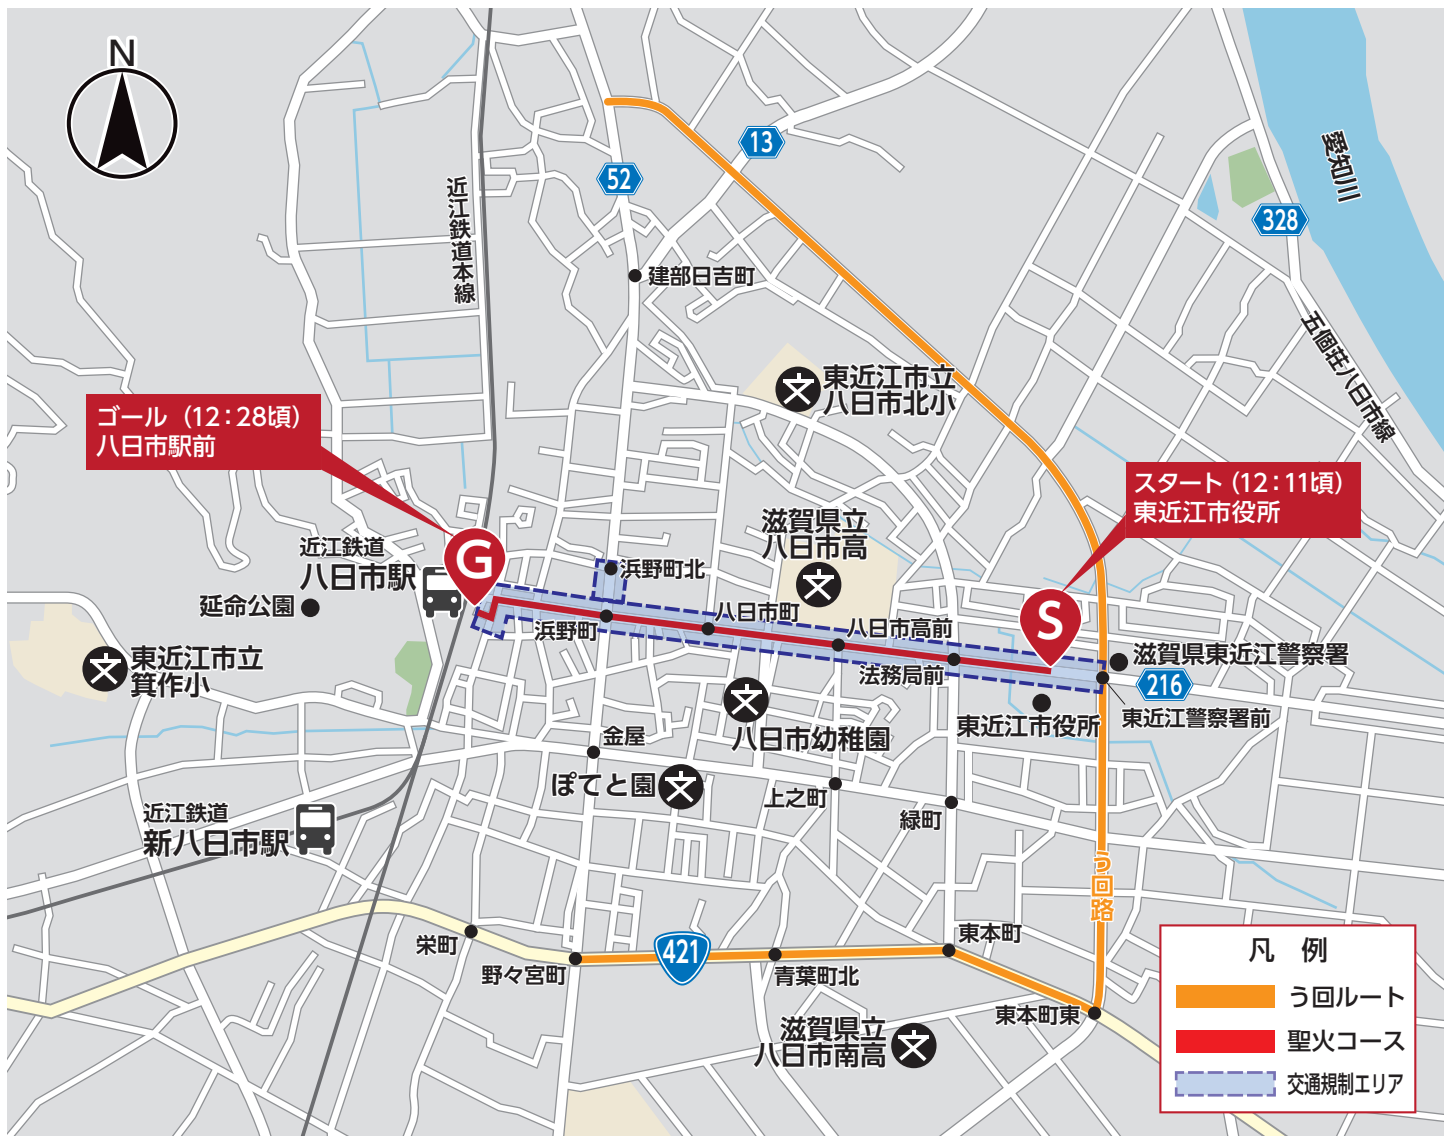 N
52
13
328
愛知川
近江鉄道本線
建部日吉町
五個荘八日市線
東近江市立
八日市北小
ゴール（12：28頃）
八日市駅前
スタート（12：11頃）
東近江市役所
滋賀県立
八日市高
近江鉄道
八日市駅
G
浜野町北
延命公園
浜野町
八日市町
八日市高前
S
法務局前
滋賀県東近江警察署
216
東近江警察署前
東近江市役所
東近江市立
箕作小
八日市幼稚園
金屋
ぽてと園
上之町
緑町
近江鉄道
新八日市駅
う回路
栄町
野々宮町
421
青葉町北
東本町
東本町東
滋賀県立
八日市南高
凡 例
う回ルート
聖火コース
交通規制エリア